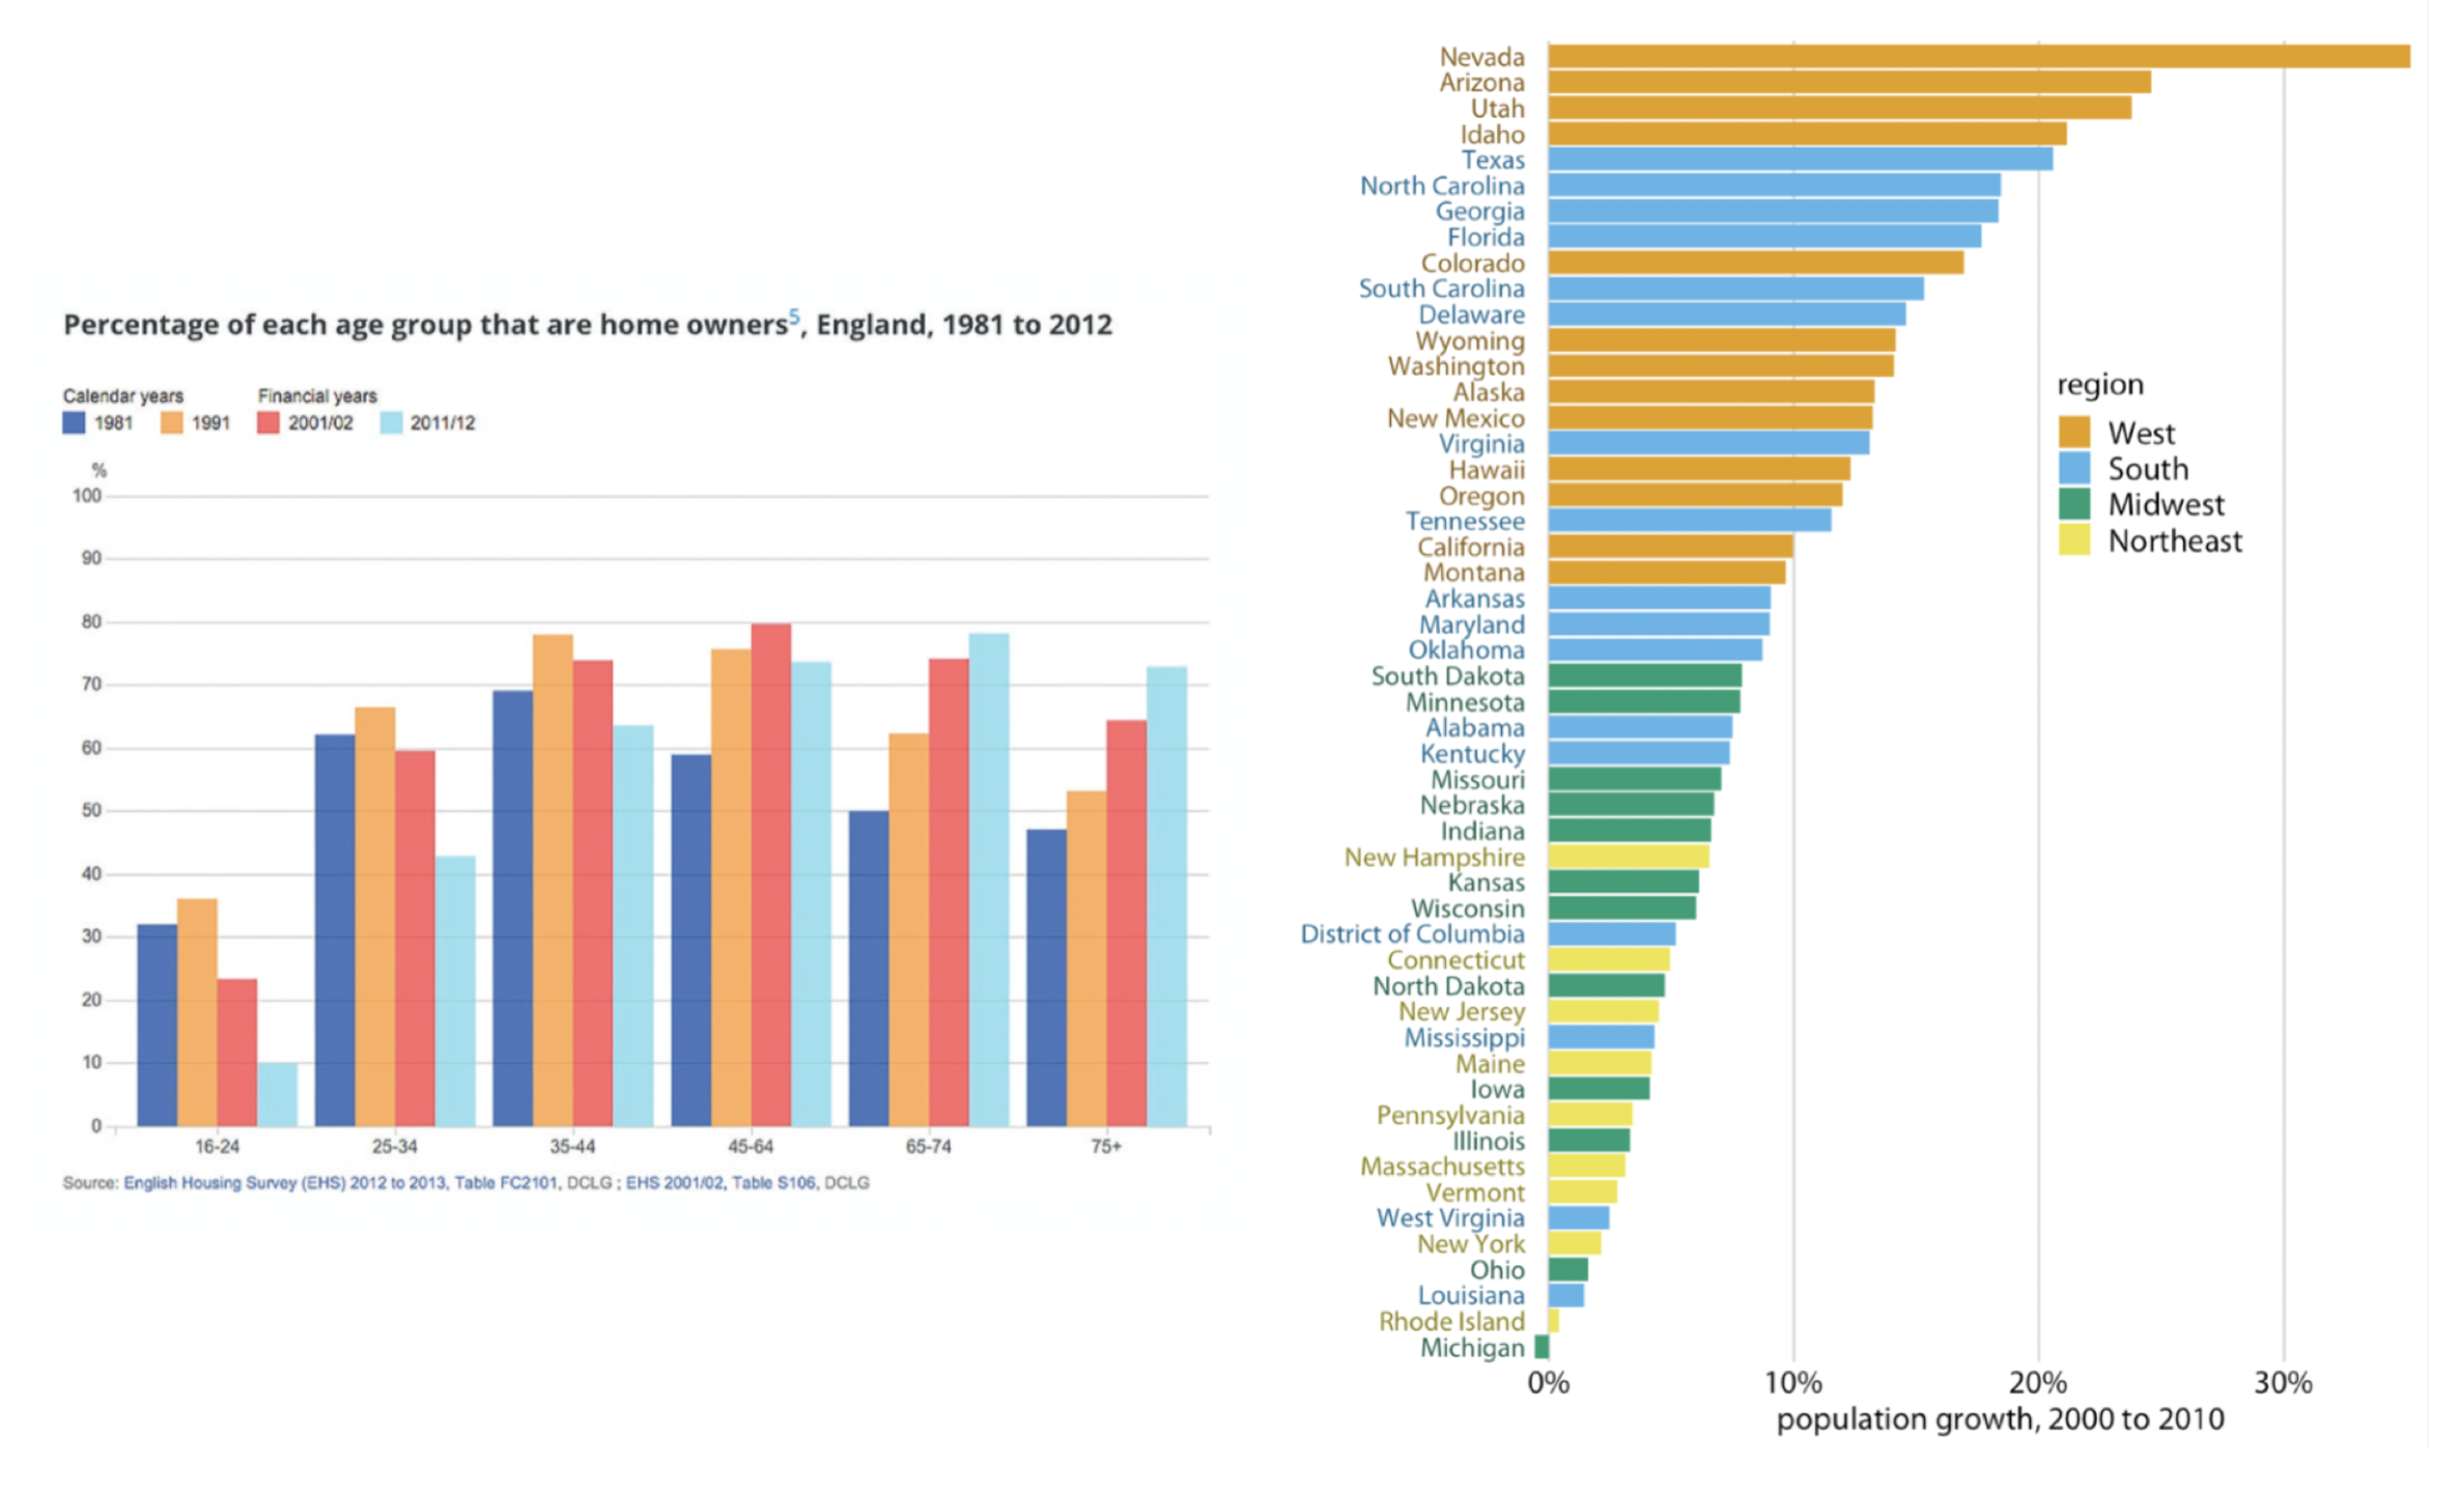 Percentage of each age group that are home owners5, England, 1981 to 2012
Calendar years Financial years
1981 1991 2001/02 2011/12
%
100
90
80
70
60
50
40
30
20
10
0
16-24 25-34 35-44 45-64 65-74 75+
Source: English Housing Survey (EHS) 2012 to 2013, Table FC2101, DCLG ; EHS 2001/02, Table S106, DCLG
Nevada
Arizona
Utah
Idaho
Texas
North Carolina
Georgia
Florida
Colorado
South Carolina
Delaware
Wyoming
Washington
Alaska
New Mexico
Virginia
Hawaii
Oregon
Tennessee
California
Montana
Arkansas
Maryland
Oklahoma
South Dakota
Minnesota
Alabama
Kentucky
Missouri
Nebraska
Indiana
New Hampshire
Kansas
Wisconsin
District of Columbia
Connecticut
North Dakota
New Jersey
Mississippi
Maine
Iowa
Pennsylvania
Illinois
Massachusetts
Vermont
West Virginia
New York
Ohio
Louisiana
Rhode Island
Michigan
0% 10% 20% 30%
population growth, 2000 to 2010
region
West
South
Midwest
Northeast